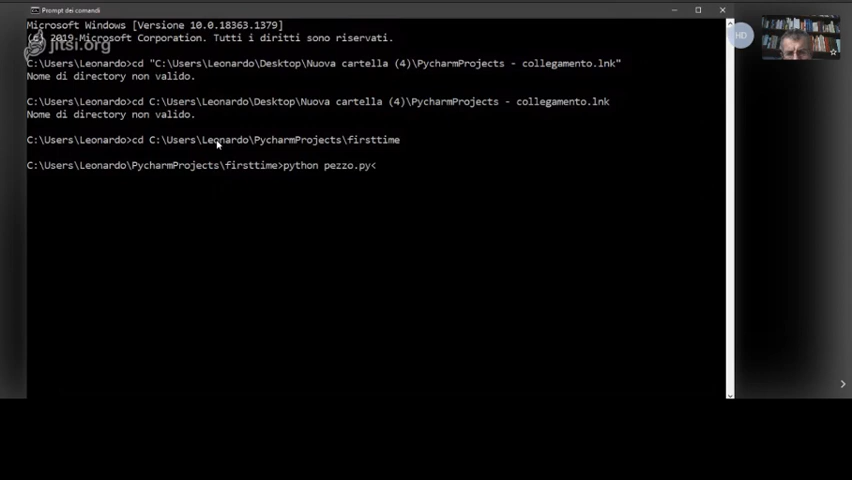 Prompt dei comandi
Microsoft Windows [Versione 10.0.18363.1379]
(c) 2019 Microsoft Corporation. Tutti i diritti sono riservati.
jitsi.org
HD
C:\Users\Leonardo>cd "C:\Users\Leonardo\Desktop\Nuova cartella (4)\PycharmProjects - collegamento.lnk"
Nome di directory non valido.
C:\Users\Leonardo>cd C:\Users\Leonardo\Desktop\Nuova cartella (4)\PycharmProjects - collegamento.lnk
Nome di directory non valido.
C:\Users\Leonardo>cd C:\Users\Leonardo\PycharmProjects\firsttime
C:\Users\Leonardo\PycharmProjects\firsttime>python pezzo.py<